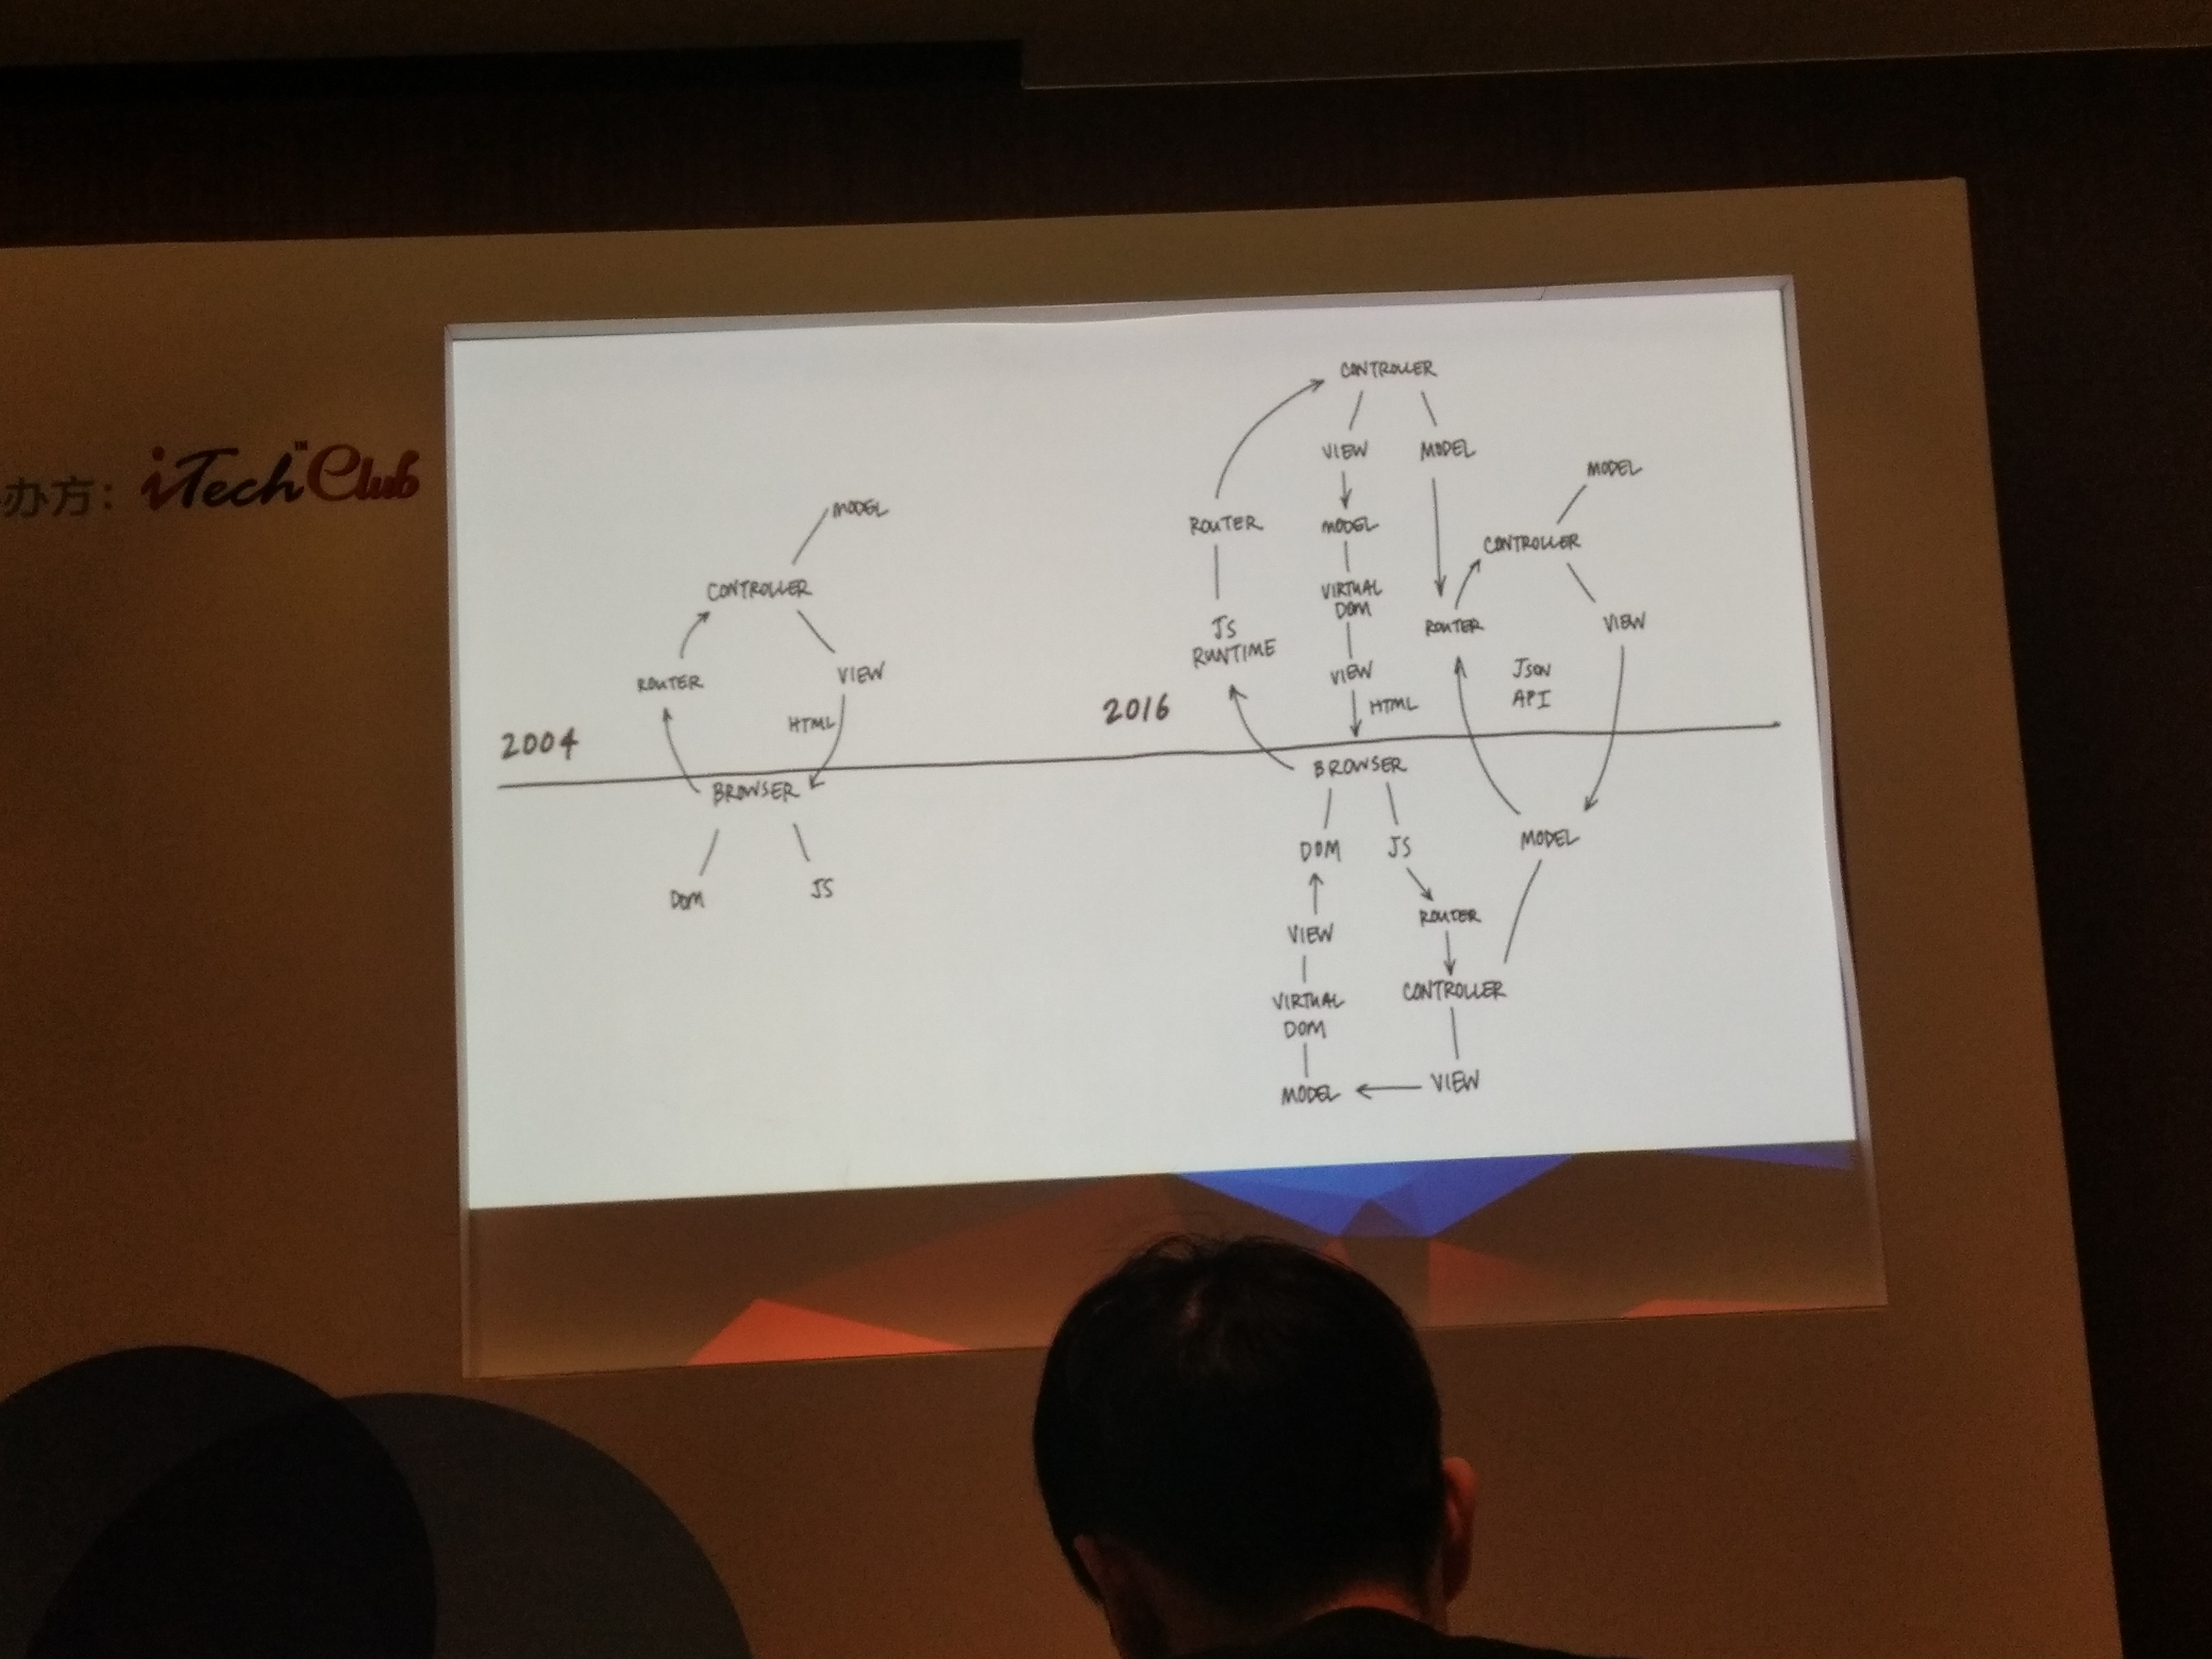 办方：iTech™Club
2004
MODEL
CONTROLLER
ROUTER
VIEW
HTML
BROWSER
DOM
JS
2016
CONTROLLER
VIEW
MODEL
ROUTER
MODEL
JS
RUNTIME
VIRTUAL
DOM
VIEW
HTML
MODEL
CONTROLLER
ROUTER
VIEW
JSON
API
BROWSER
DOM
JS
MODEL
ROUTER
VIEW
CONTROLLER
VIRTUAL
DOM
MODEL
VIEW